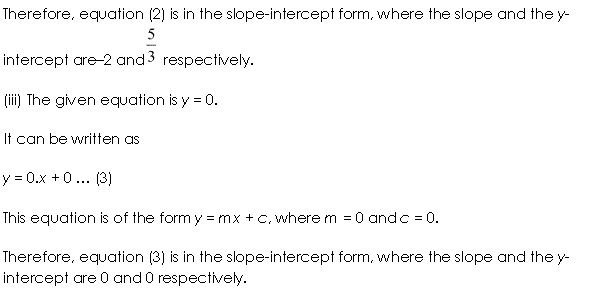 Therefore, equation (2) is in the slope-intercept form, where the slope and the y-
intercept are–2 and 5/3 respectively.
(iii) The given equation is y = 0.
It can be written as
y = 0.x + 0 ... (3)
This equation is of the form y = mx + c, where m = 0 and c = 0.
Therefore, equation (3) is in the slope-intercept form, where the slope and the y-
intercept are 0 and 0 respectively.